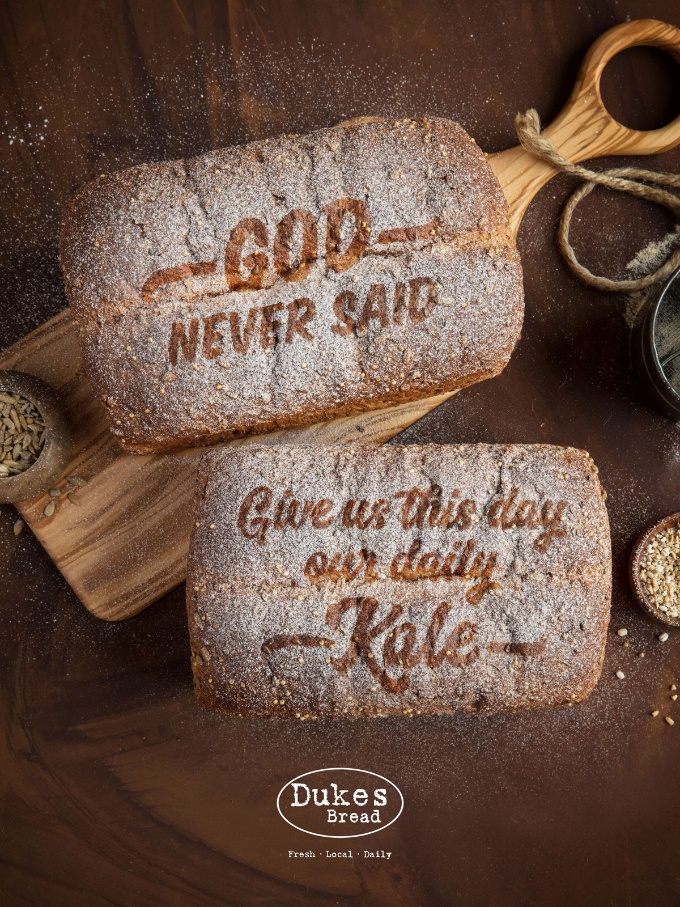 GOD
NEVER SAID
Give us this day
our daily
Kale
Dukes
Bread
Fresh · Local · Daily